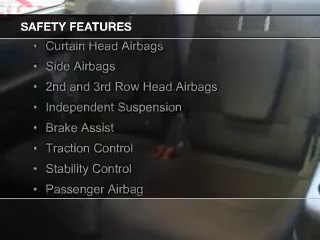 SAFETY FEATURES
• Curtain Head Airbags
• Side Airbags
• 2nd and 3rd Row Head Airbags
• Independent Suspension
• Brake Assist
• Traction Control
• Stability Control
• Passenger Airbag